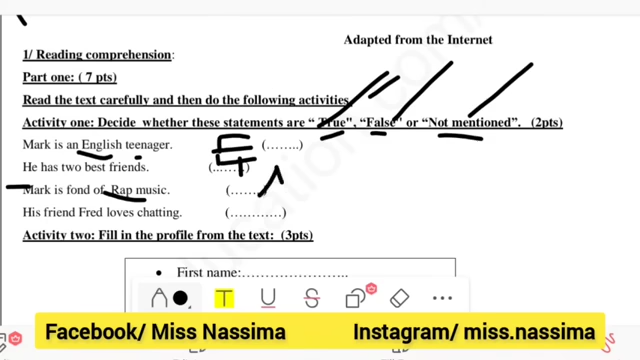 Adapted from the Internet
1/ Reading comprehension:
Part one: ( 7 pts)
Read the text carefully and then do the following activities.
Activity one: Decide whether these statements are “ True”, “False” or “Not mentioned”. (2pts)
Mark is an English teenager. (........)
He has two best friends. (........)
Mark is fond of Rap music. (........)
His friend Fred loves chatting. (............)
Activity two: Fill in the profile from the text: (3pts)
• First name:…………………..
T U S
Facebook/ Miss Nassima Instagram/ miss.nassima